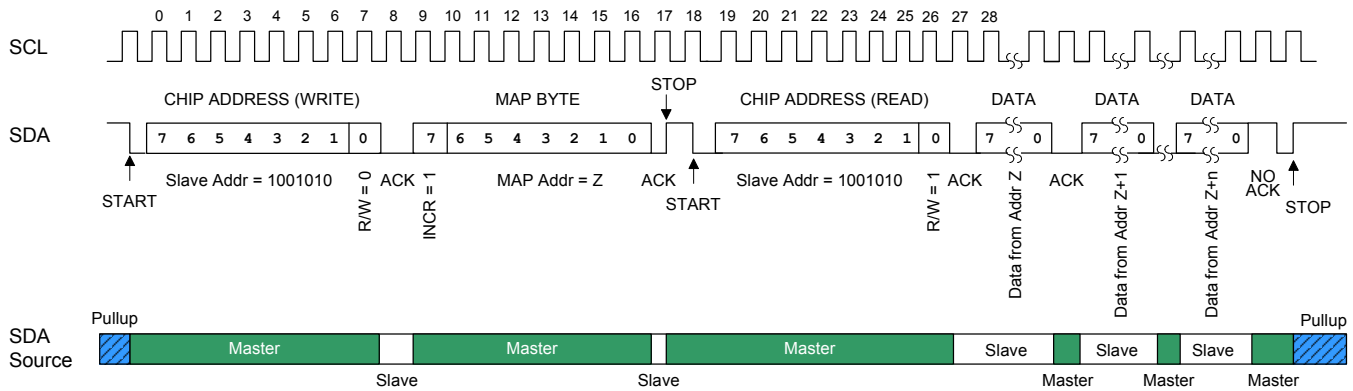 0 1 2 3 4 5 6 7 8 9 10 11 12 13 14 15 16 17 18 19 20 21 22 23 24 25 26 27 28
SCL
STOP
CHIP ADDRESS (WRITE) MAP BYTE CHIP ADDRESS (READ) DATA DATA DATA
SDA 7 6 5 4 3 2 1 0 7 6 5 4 3 2 1 0 7 6 5 4 3 2 1 0 7 0 7 0 7 0
Slave Addr = 1001010 R/W = 0 ACK INCR = 1 MAP Addr = Z ACK Slave Addr = 1001010 R/W = 1 ACK Data from Addr Z ACK Data from Addr Z+1 Data from Addr Z+n NO
ACK
START START STOP
Pullup Pullup
SDA
Source
Master Master Master Slave Slave Slave
Slave Slave Master Master Master